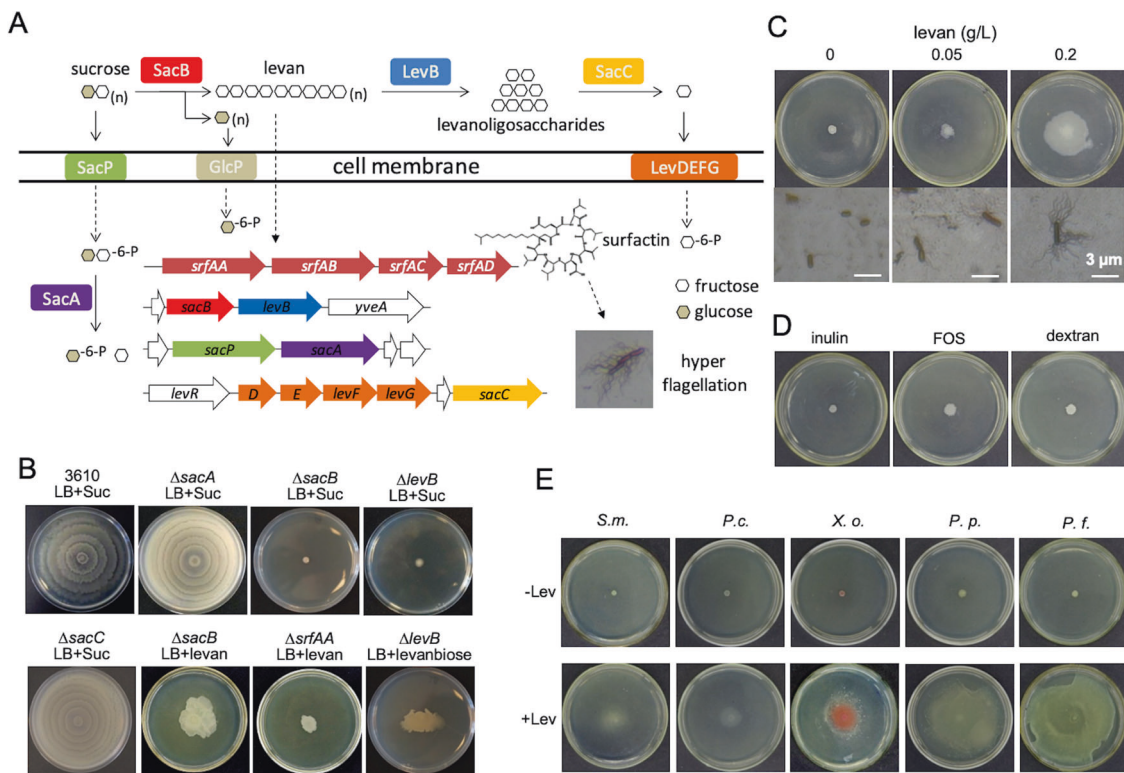 A
sucrose
SacB
levan
LevB
SacC
(n)
(n)
(n)
levanoligosaccharides
SacP
GlcP
cell membrane
LevDEFG
-6-P
-6-P
-6-P
surfactin
srfAA
srfAB
srfAC
srfAD
SacA
sacB
levB
yveA
fructose
glucose
-6-P
sacP
sacA
hyper
flagellation
levR
D
E
levF
levG
sacC
B
3610
LB+Suc
ΔsacA
LB+Suc
ΔsacB
LB+Suc
ΔlevB
LB+Suc
ΔsacC
LB+Suc
ΔsacB
LB+levan
ΔsrfAA
LB+levan
ΔlevB
LB+levanbiose
C
levan (g/L)
0
0.05
0.2
3 µm
D
inulin
FOS
dextran
E
S.m.
P.c.
X. o.
P. p.
P. f.
-Lev
+Lev